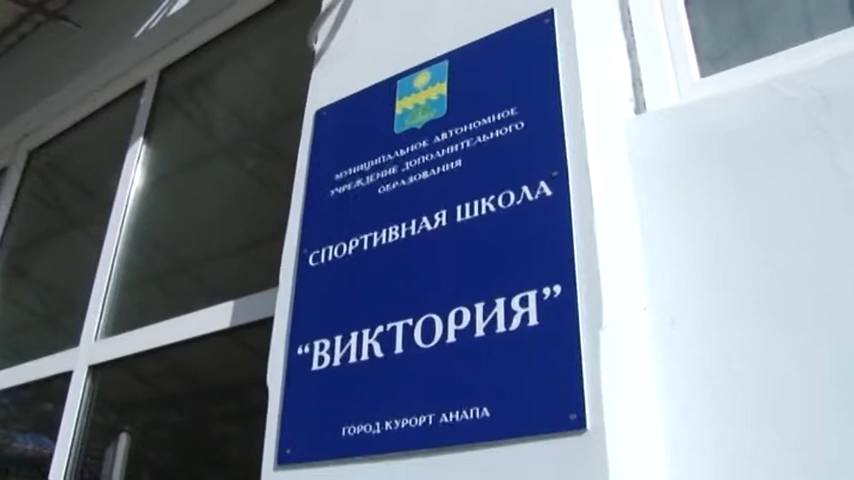 МУНИЦИПАЛЬНОЕ АВТОНОМНОЕ
УЧРЕЖДЕНИЕ ДОПОЛНИТЕЛЬНОГО
ОБРАЗОВАНИЯ
СПОРТИВНАЯ ШКОЛА
“ВИКТОРИЯ”
ГОРОД-КУРОРТ АНАПА